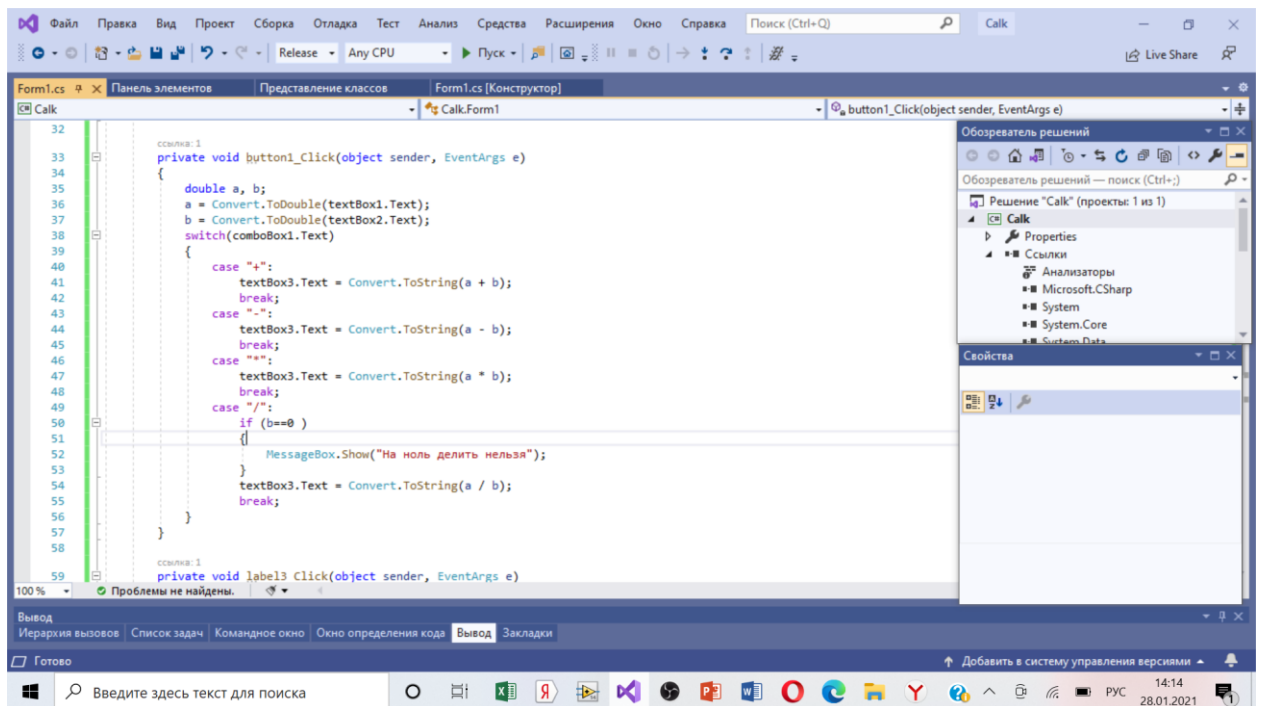 Файл Правка Вид Проект Сборка Отладка Тест Анализ Средства Расширения Окно Справка Поиск (Ctrl+Q) Calk
Release Any CPU Пуск Live Share
Form1.cs Панель элементов Представление классов Form1.cs [Конструктор]
C# Calk Calk.Form1 button1_Click(object sender, EventArgs e)
32
ссылка: 1
33 private void button1_Click(object sender, EventArgs e)
34 {
35 double a, b;
36 a = Convert.ToDouble(textBox1.Text);
37 b = Convert.ToDouble(textBox2.Text);
38 switch(comboBox1.Text)
39 {
40 case "+":
41 textBox3.Text = Convert.ToString(a + b);
42 break;
43 case "-":
44 textBox3.Text = Convert.ToString(a - b);
45 break;
46 case "*":
47 textBox3.Text = Convert.ToString(a * b);
48 break;
49 case "/":
50 if (b==0 )
51 {
52 MessageBox.Show("На ноль делить нельзя");
53 }
54 textBox3.Text = Convert.ToString(a / b);
55 break;
56 }
57 }
58
ссылка: 1
59 private void label3_Click(object sender, EventArgs e)
100 % Проблемы не найдены.
Обозреватель решений
Обозреватель решений — поиск (Ctrl+;)
Решение "Calk" (проекты: 1 из 1)
C# Calk
Properties
Ссылки
Анализаторы
Microsoft.CSharp
System
System.Core
System.Data
Свойства
Вывод
Иерархия вызовов Список задач Командное окно Окно определения кода Вывод Закладки
Готово Добавить в систему управления версиями
Введите здесь текст для поиска РУС 14:14
28.01.2021